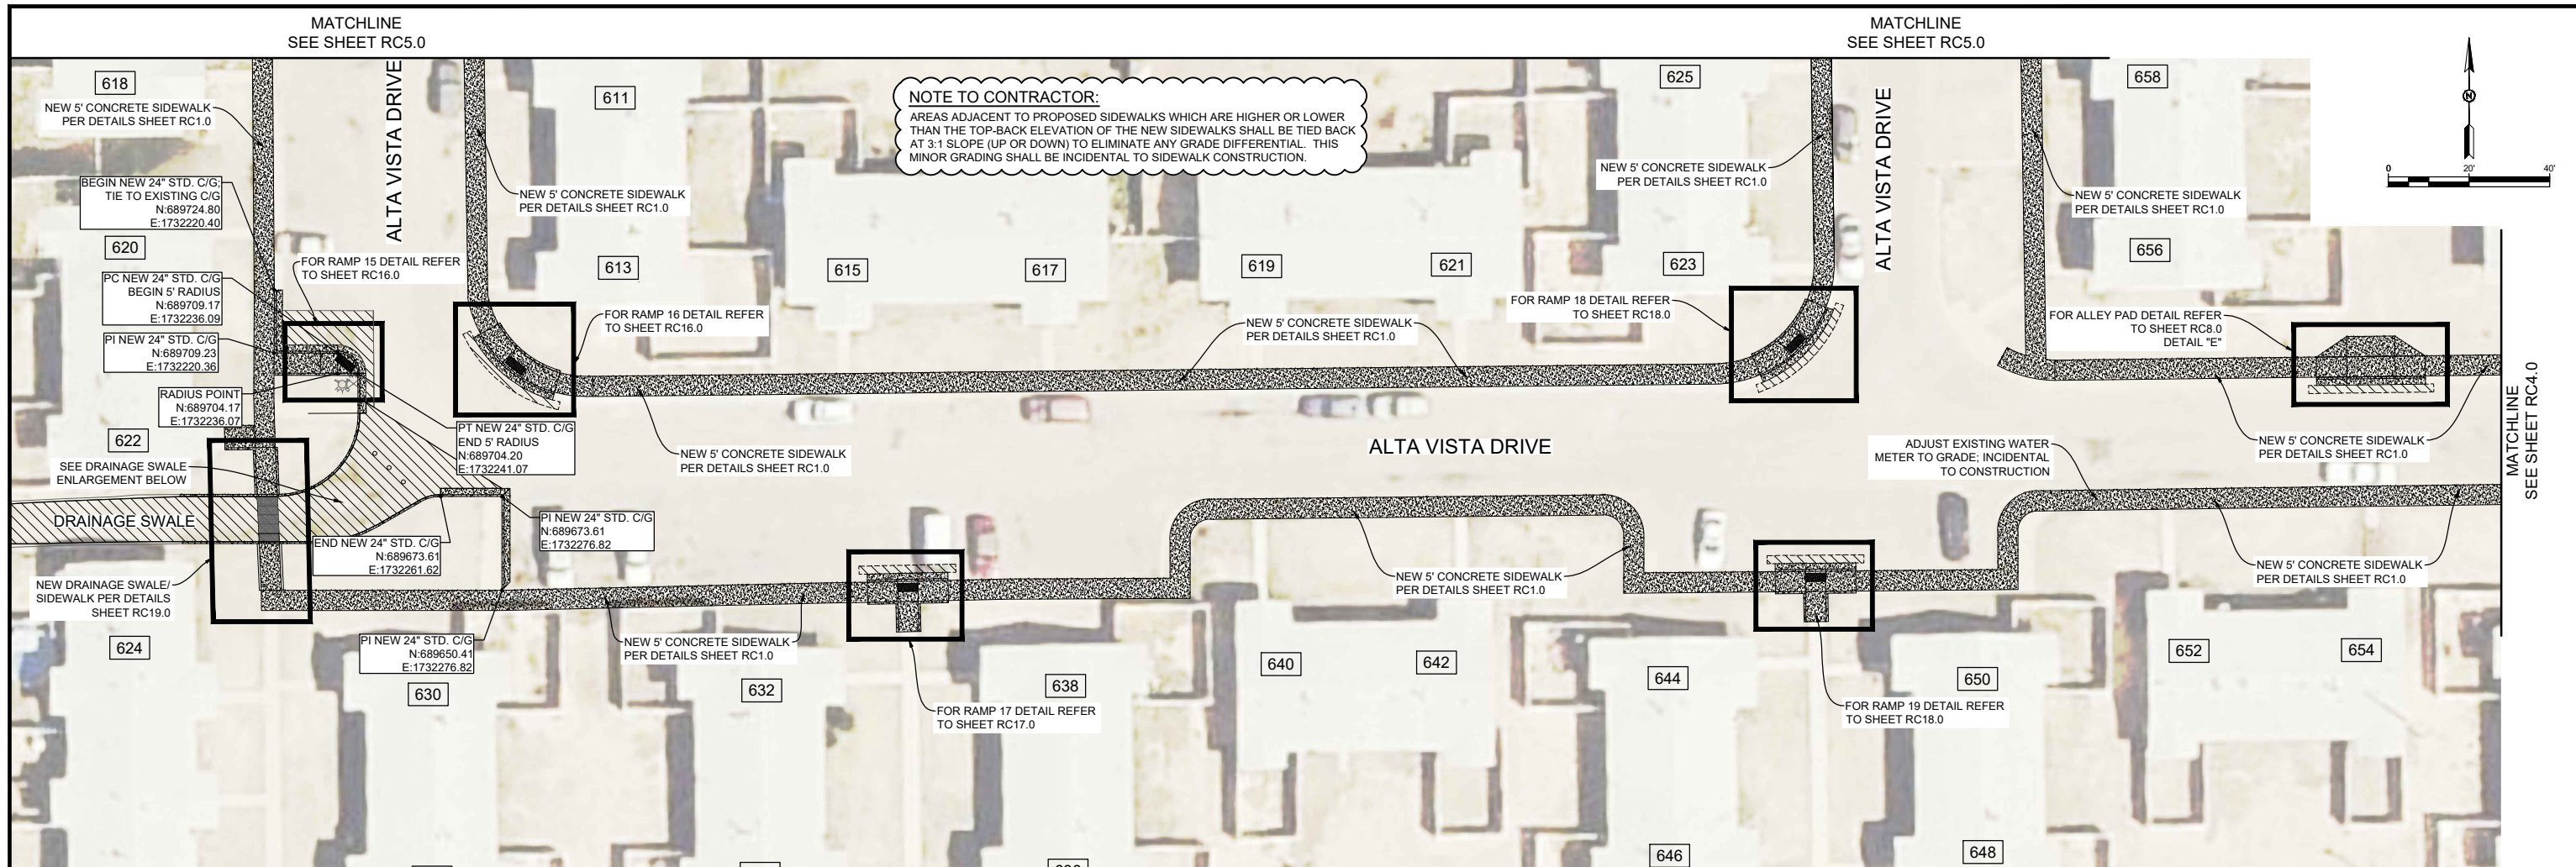 MATCHLINE
SEE SHEET RC5.0
MATCHLINE
SEE SHEET RC5.0
618
NEW 5' CONCRETE SIDEWALK
PER DETAILS SHEET RC1.0
ALTA VISTA DRIVE
611
NEW 5' CONCRETE SIDEWALK
PER DETAILS SHEET RC1.0
NOTE TO CONTRACTOR:
AREAS ADJACENT TO PROPOSED SIDEWALKS WHICH ARE HIGHER OR LOWER
THAN THE TOP-BACK ELEVATION OF THE NEW SIDEWALKS SHALL BE TIED BACK
AT 3:1 SLOPE (UP OR DOWN) TO ELIMINATE ANY GRADE DIFFERENTIAL. THIS
MINOR GRADING SHALL BE INCIDENTAL TO SIDEWALK CONSTRUCTION.
625
NEW 5' CONCRETE SIDEWALK
PER DETAILS SHEET RC1.0
ALTA VISTA DRIVE
658
NEW 5' CONCRETE SIDEWALK
PER DETAILS SHEET RC1.0
N
0 20' 40'
BEGIN NEW 24" STD. C/G;
TIE TO EXISTING C/G
N:689724.80
E:1732220.40
620
PC NEW 24" STD. C/G
BEGIN 5' RADIUS
N:689709.17
E:1732236.09
PI NEW 24" STD. C/G
N:689709.23
E:1732220.36
RADIUS POINT
N:689704.17
E:1732236.07
FOR RAMP 15 DETAIL REFER
TO SHEET RC16.0
613
FOR RAMP 16 DETAIL REFER
TO SHEET RC16.0
615
617
619
621
623
656
NEW 5' CONCRETE SIDEWALK
PER DETAILS SHEET RC1.0
FOR RAMP 18 DETAIL REFER
TO SHEET RC18.0
FOR ALLEY PAD DETAIL REFER
TO SHEET RC8.0
DETAIL "E"
MATCHLINE
SEE SHEET RC4.0
622
SEE DRAINAGE SWALE
ENLARGEMENT BELOW
PT NEW 24" STD. C/G
END 5' RADIUS
N:689704.20
E:1732241.07
NEW 5' CONCRETE SIDEWALK
PER DETAILS SHEET RC1.0
ALTA VISTA DRIVE
ADJUST EXISTING WATER
METER TO GRADE; INCIDENTAL
TO CONSTRUCTION
NEW 5' CONCRETE SIDEWALK
PER DETAILS SHEET RC1.0
DRAINAGE SWALE
PI NEW 24" STD. C/G
N:689673.61
E:1732276.82
END NEW 24" STD. C/G
N:689673.61
E:1732261.62
NEW DRAINAGE SWALE/
SIDEWALK PER DETAILS
SHEET RC19.0
NEW 5' CONCRETE SIDEWALK
PER DETAILS SHEET RC1.0
NEW 5' CONCRETE SIDEWALK
PER DETAILS SHEET RC1.0
624
PI NEW 24" STD. C/G
N:689650.41
E:1732276.82
NEW 5' CONCRETE SIDEWALK
PER DETAILS SHEET RC1.0
630
632
638
640
642
644
650
652
654
FOR RAMP 17 DETAIL REFER
TO SHEET RC17.0
FOR RAMP 19 DETAIL REFER
TO SHEET RC18.0
646
648